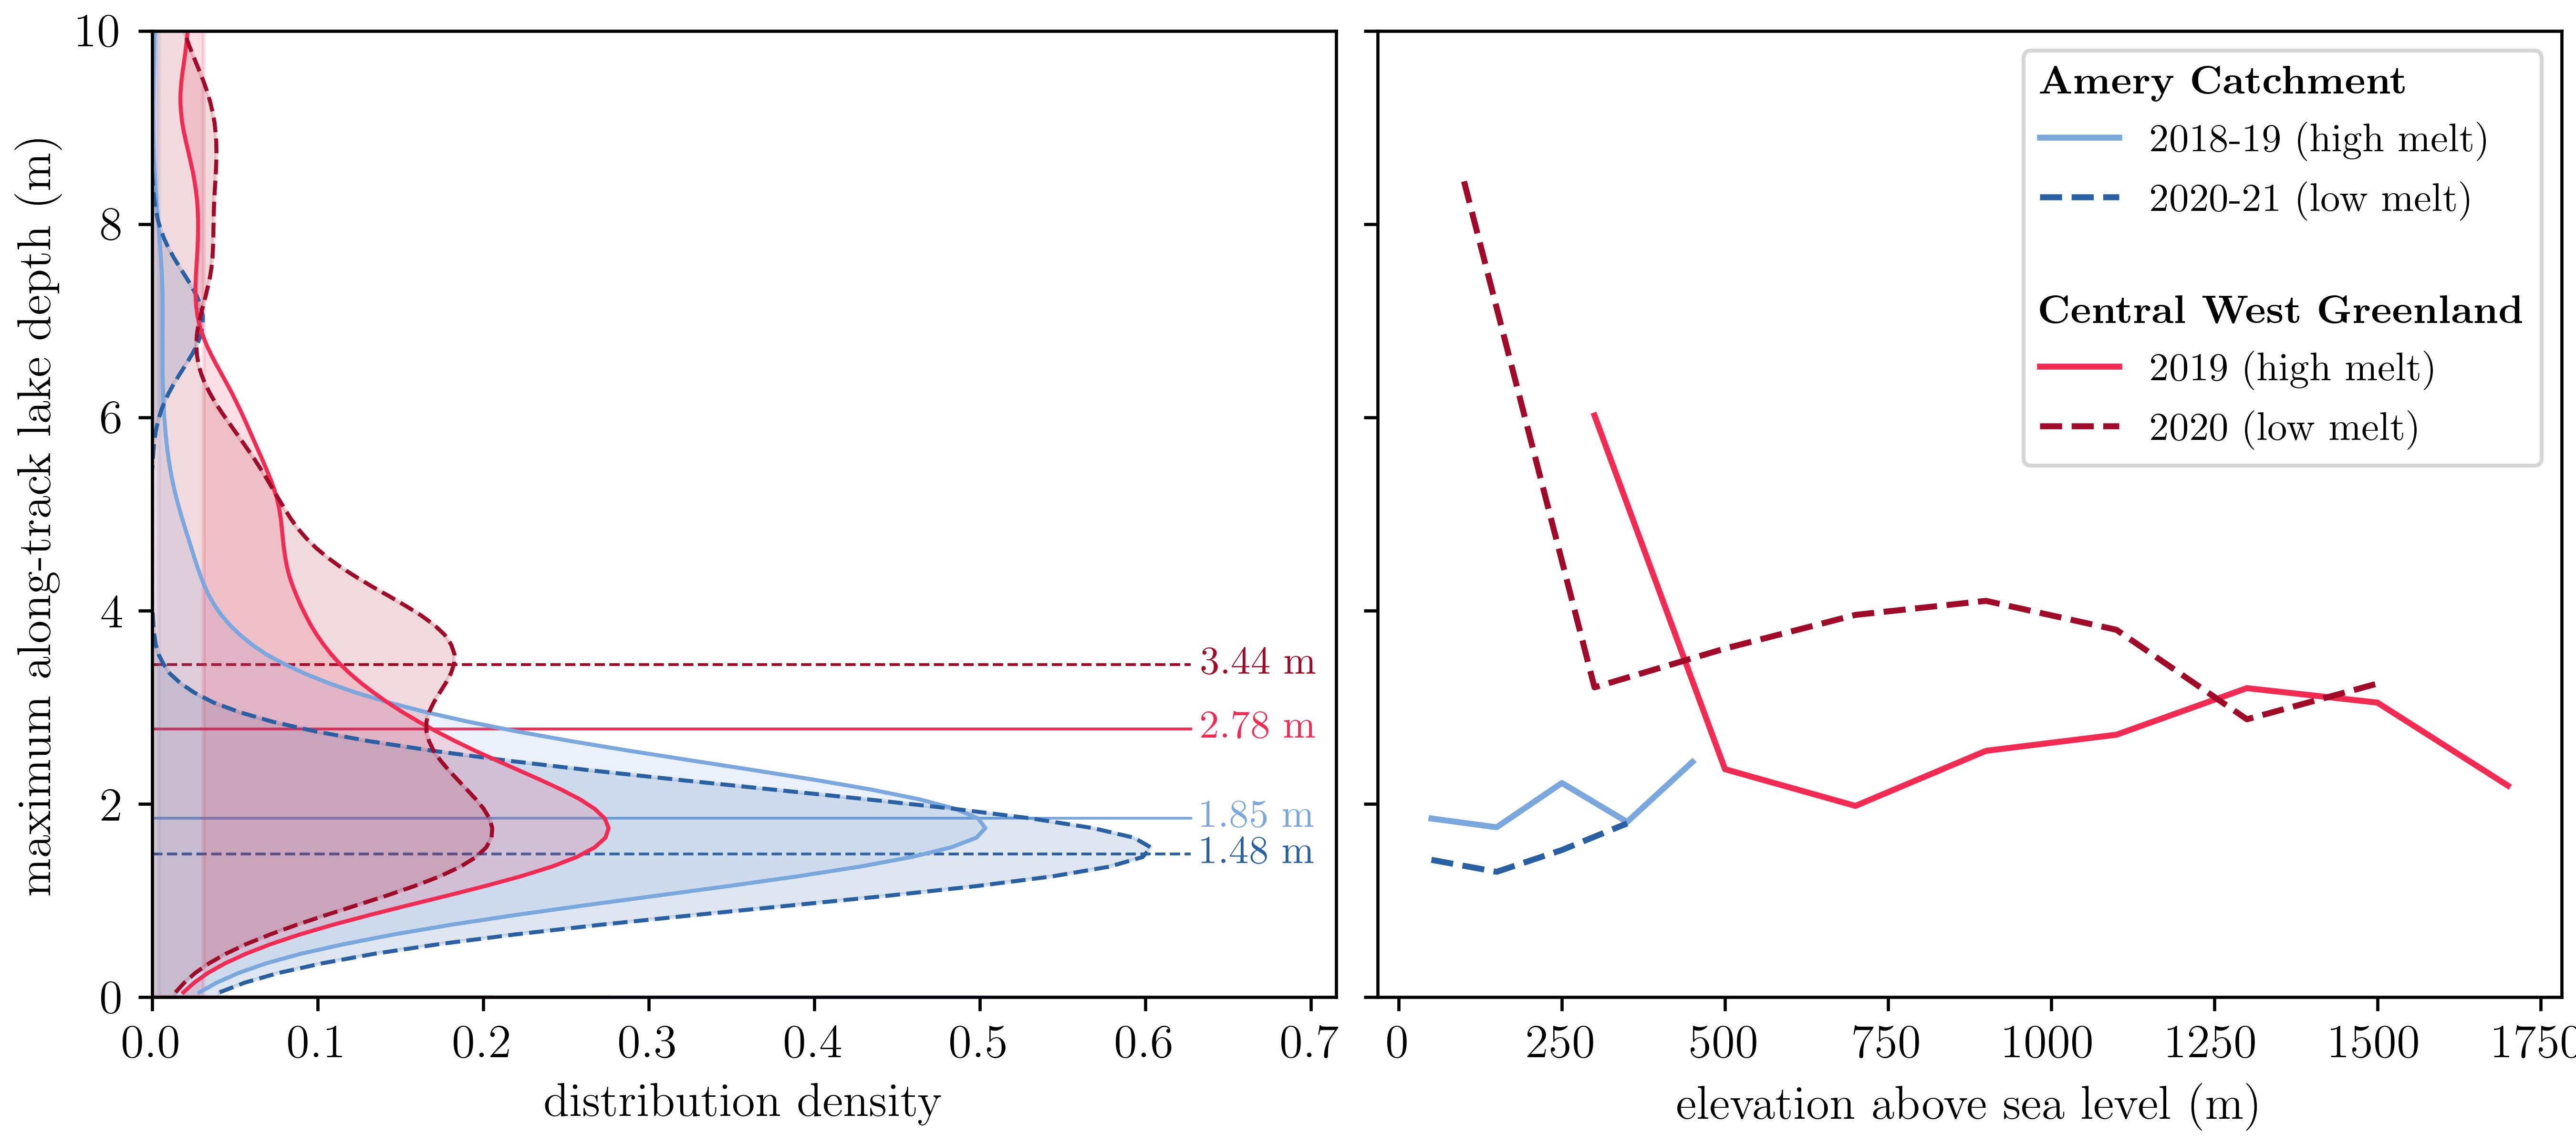 10
8
6
4
2
0
maximum along-track lake depth (m)
3.44 m
2.78 m
1.85 m
1.48 m
0.0 0.1 0.2 0.3 0.4 0.5 0.6 0.7
distribution density
Amery Catchment
2018-19 (high melt)
2020-21 (low melt)
Central West Greenland
2019 (high melt)
2020 (low melt)
0 250 500 750 1000 1250 1500 1750
elevation above sea level (m)